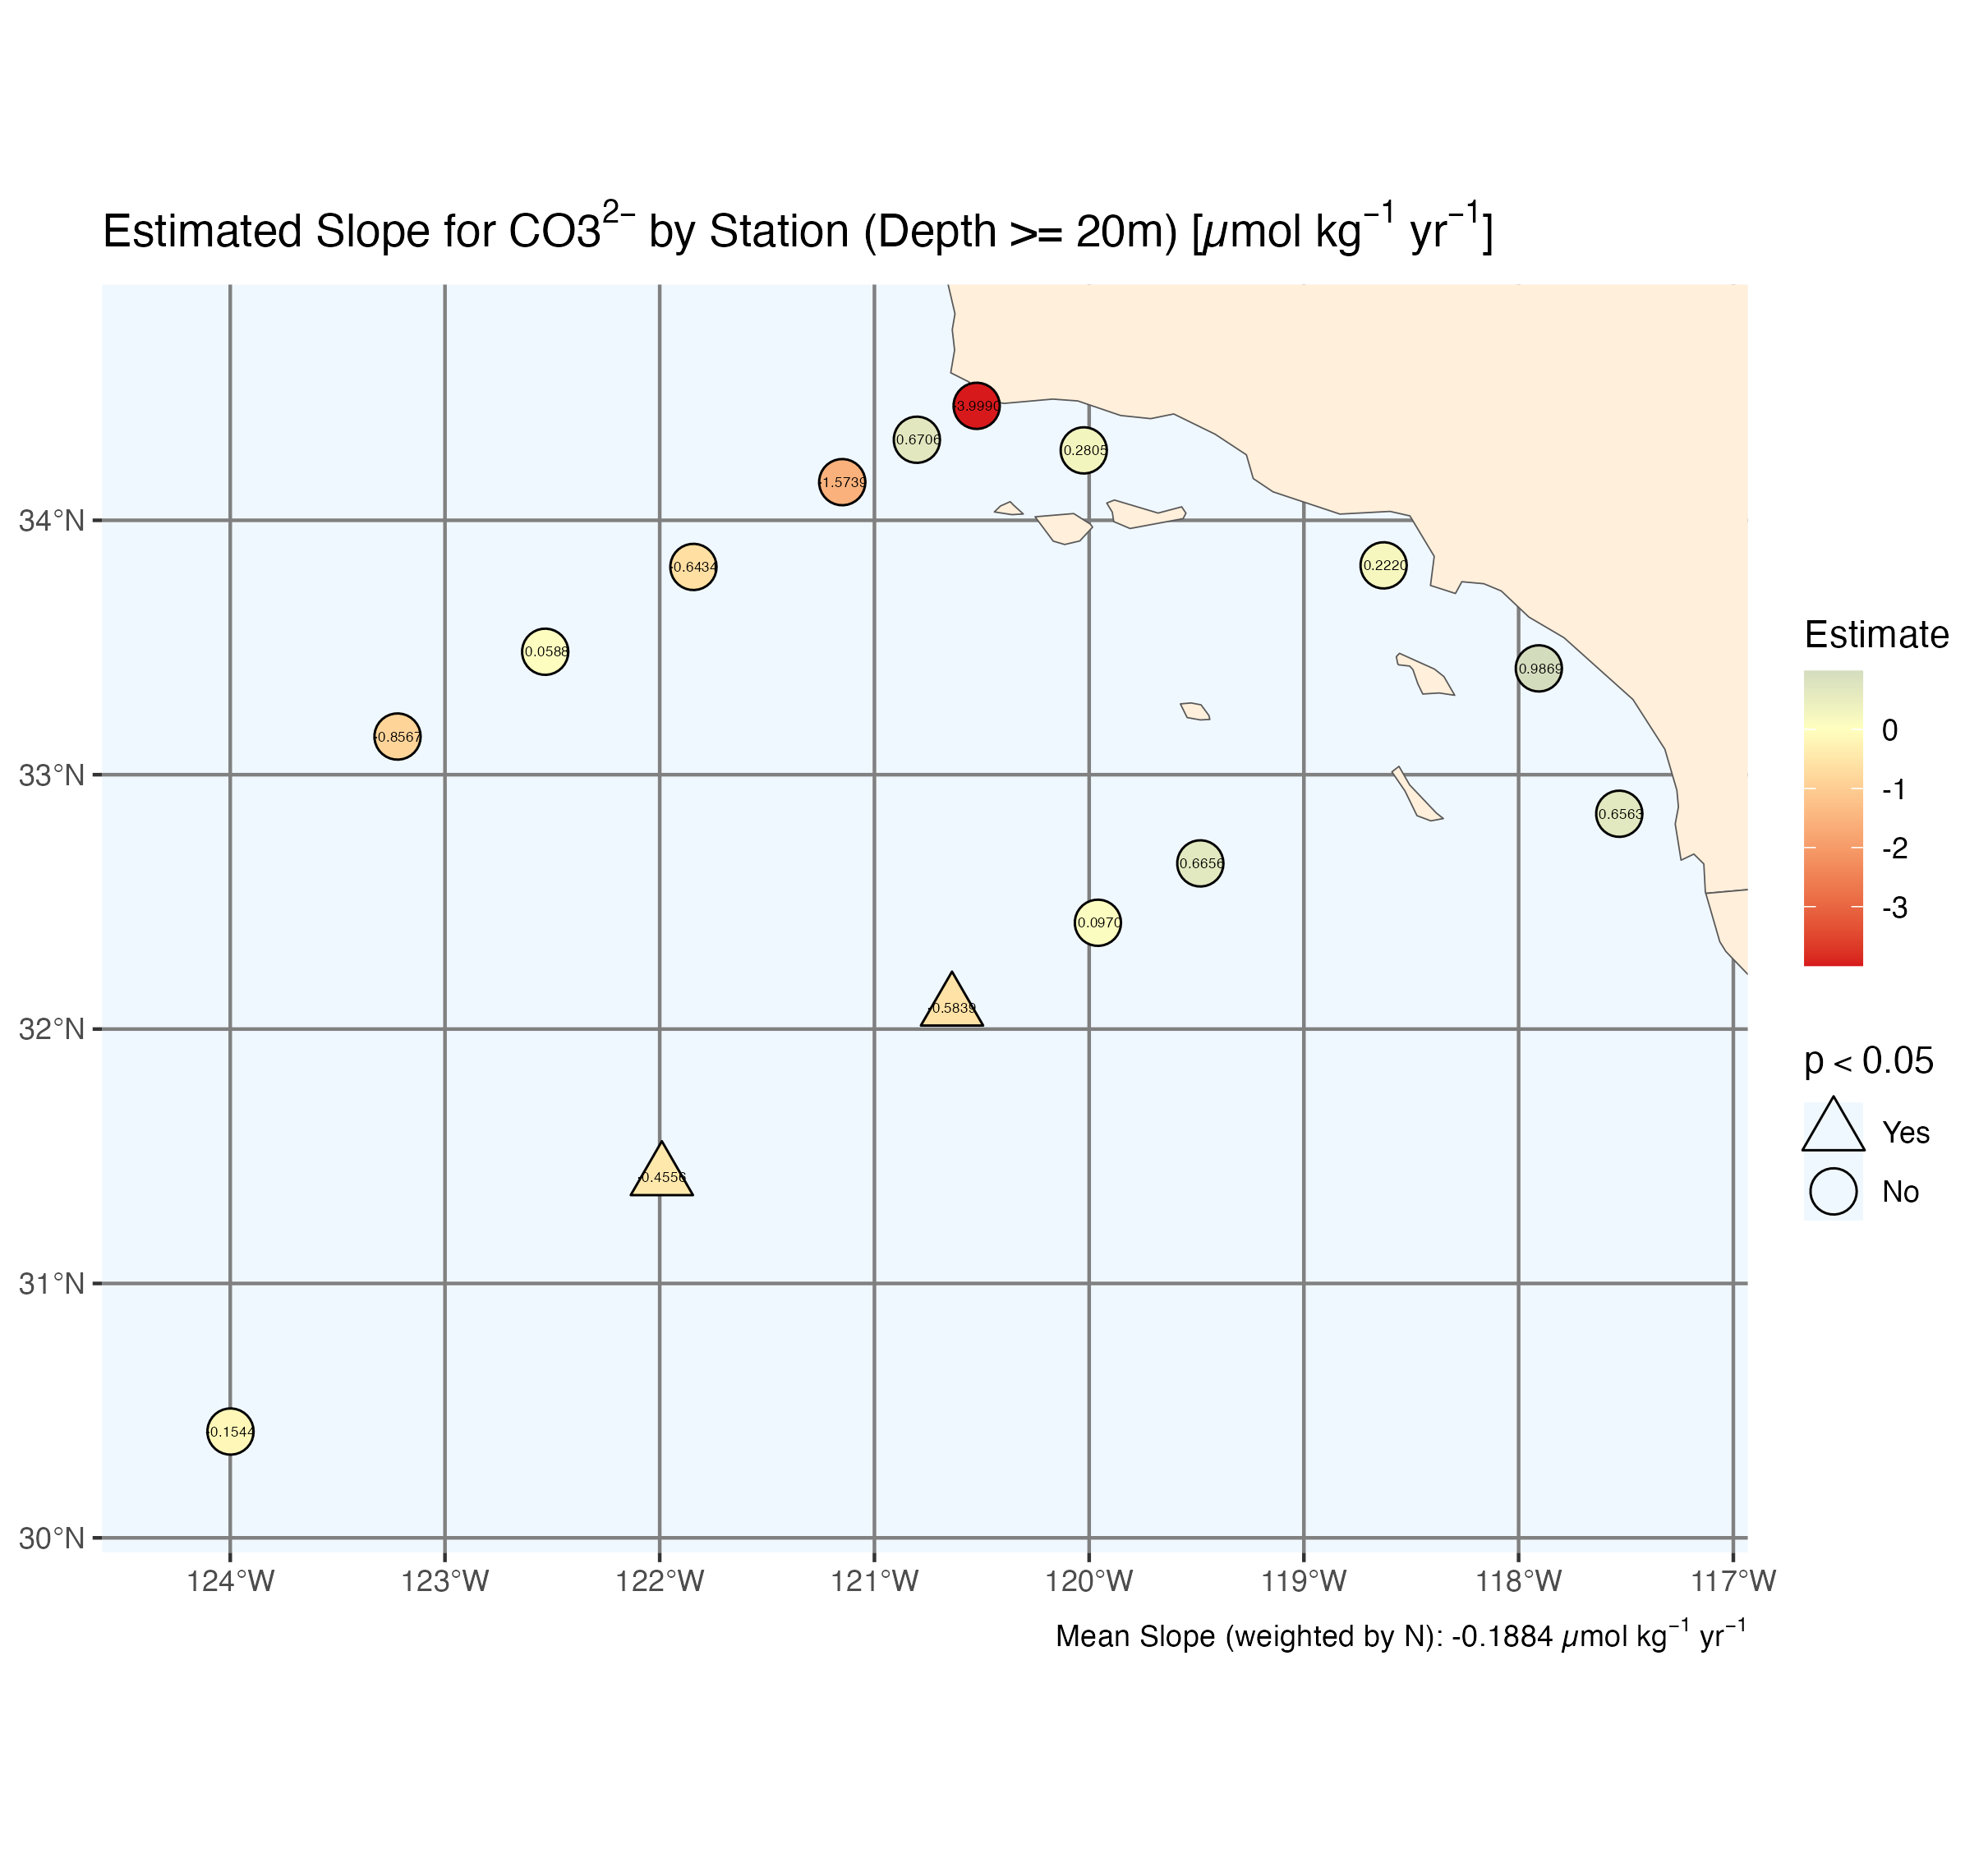 Estimated Slope for CO3²⁻ by Station (Depth >= 20m) [μmol kg⁻¹ yr⁻¹]
-3.9990
0.6706
0.2805
-1.5739
34°N
-0.6434
0.2220
0.0588
0.9869
-0.8567
33°N
0.6563
0.6656
0.0970
-0.5839
32°N
-0.4556
31°N
-0.1544
30°N
124°W 123°W 122°W 121°W 120°W 119°W 118°W 117°W
Mean Slope (weighted by N): -0.1884 μmol kg⁻¹ yr⁻¹
Estimate
0
-1
-2
-3
p < 0.05
Yes
No